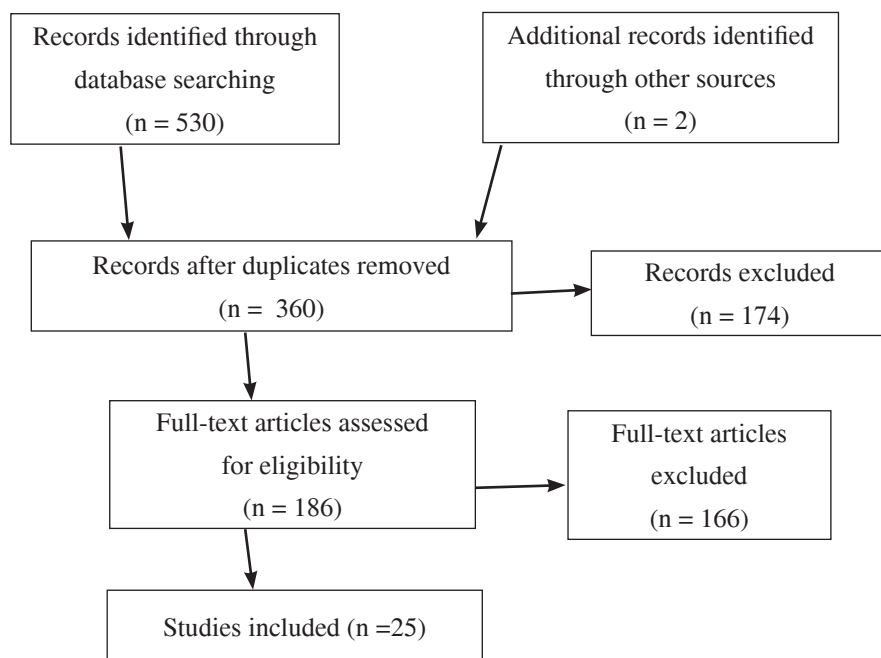 Records identified through
database searching
(n = 530)
Additional records identified
through other sources
(n = 2)
Records after duplicates removed
(n = 360)
Records excluded
(n = 174)
Full-text articles assessed
for eligibility
(n = 186)
Full-text articles
excluded
(n = 166)
Studies included (n =25)